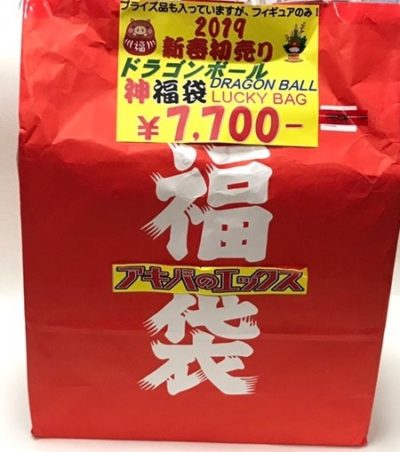 プライズ品も入っていますが、フィギュアのみ！
福
2019
新春初売り
ドラゴンボール
神福袋 DRAGON BALL
LUCKY BAG
¥7,700-
福
アキバのエックス
袋